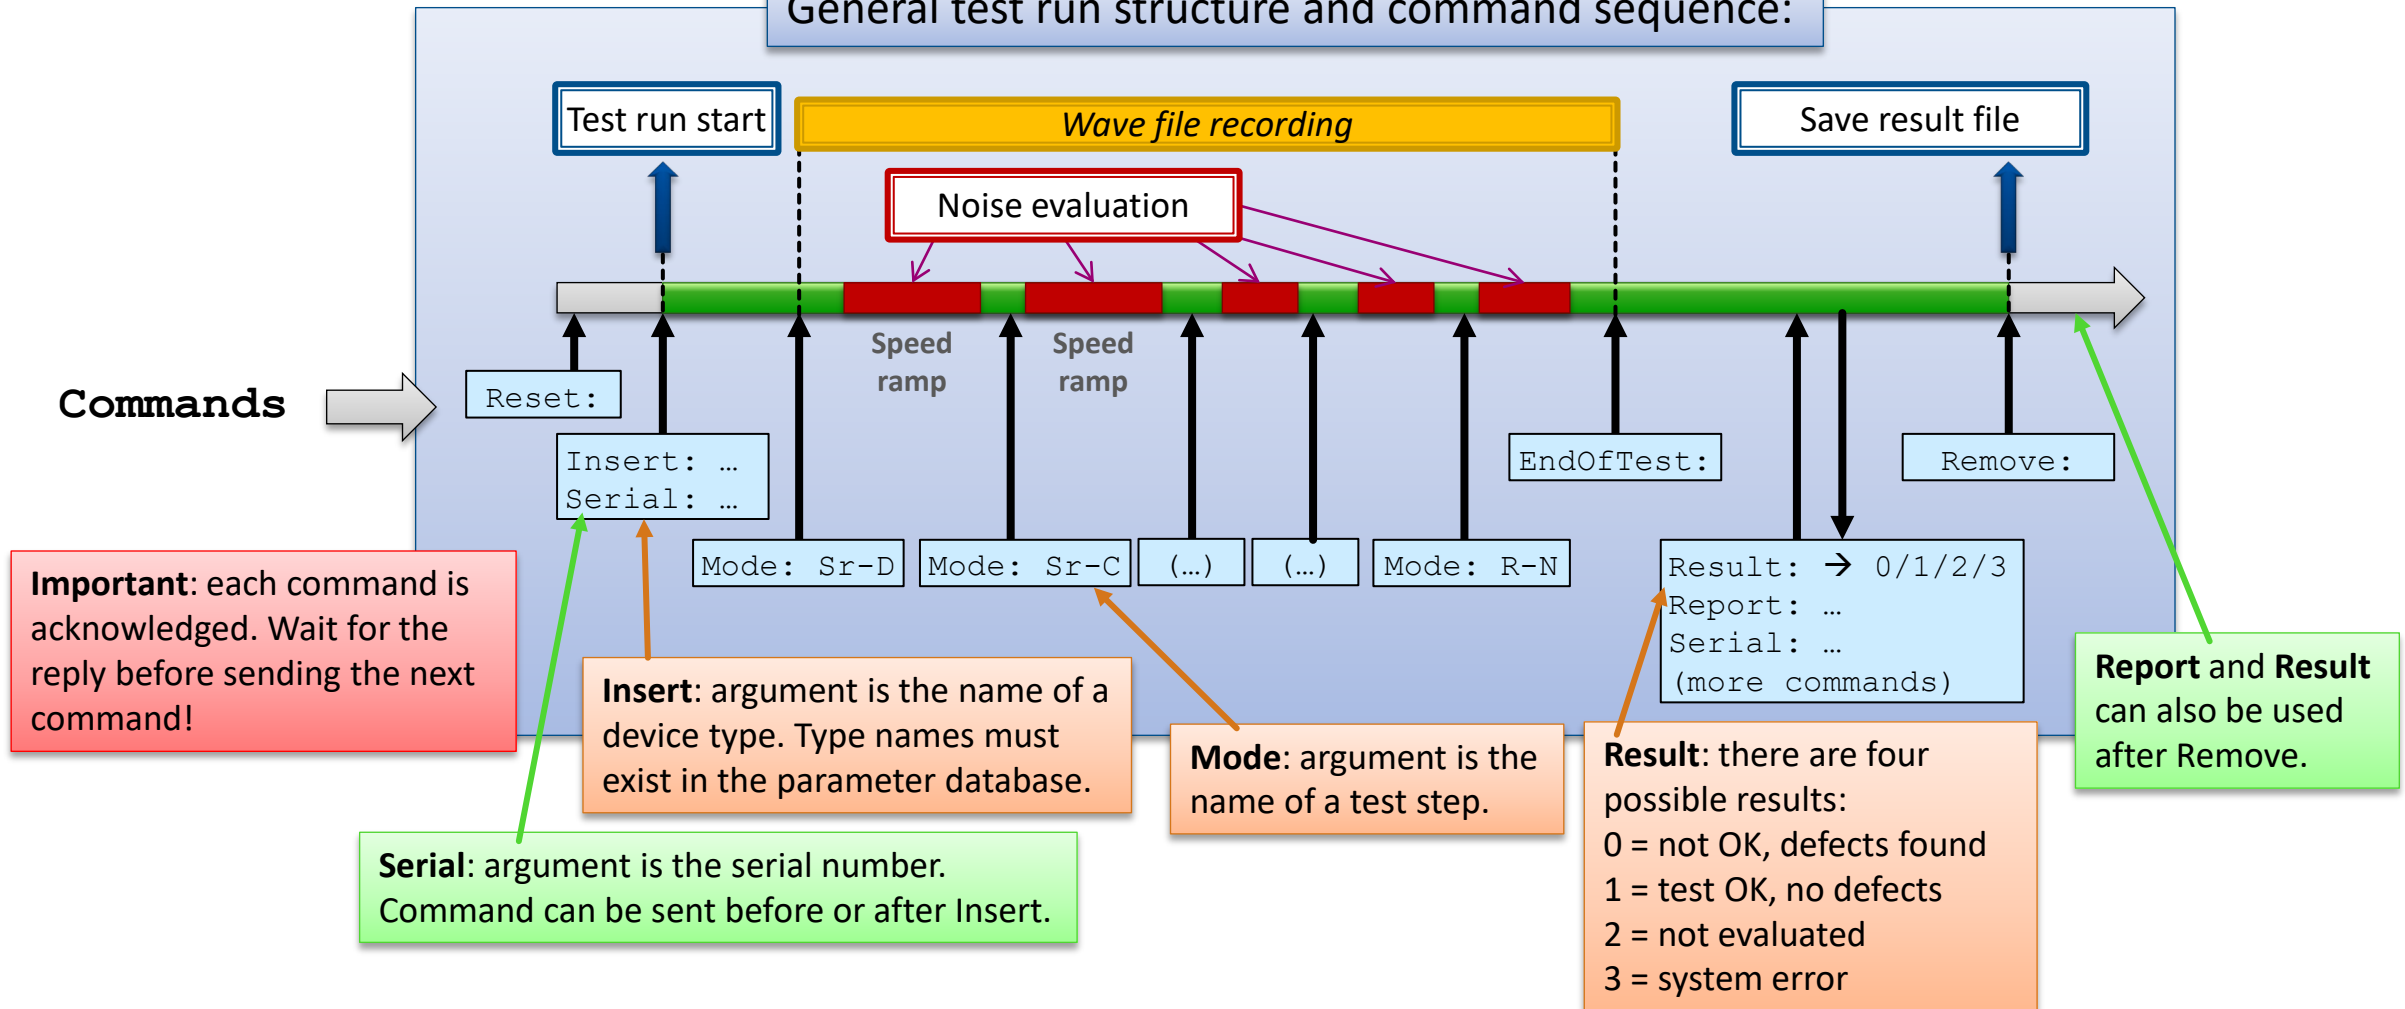 General test run structure and command sequence:
Test run start
Wave file recording
Save result file
Noise evaluation
Speed
ramp
Speed
ramp
Commands
Reset:
Insert: …
Serial: …
EndOfTest:
Remove:
Mode: Sr-D
Mode: Sr-C
(…)
(…)
Mode: R-N
Result: → 0/1/2/3
Report: …
Serial: …
(more commands)
Important: each command is
acknowledged. Wait for the
reply before sending the next
command!
Insert: argument is the name of a
device type. Type names must
exist in the parameter database.
Mode: argument is the
name of a test step.
Result: there are four
possible results:
0 = not OK, defects found
1 = test OK, no defects
2 = not evaluated
3 = system error
Report and Result
can also be used
after Remove.
Serial: argument is the serial number.
Command can be sent before or after Insert.